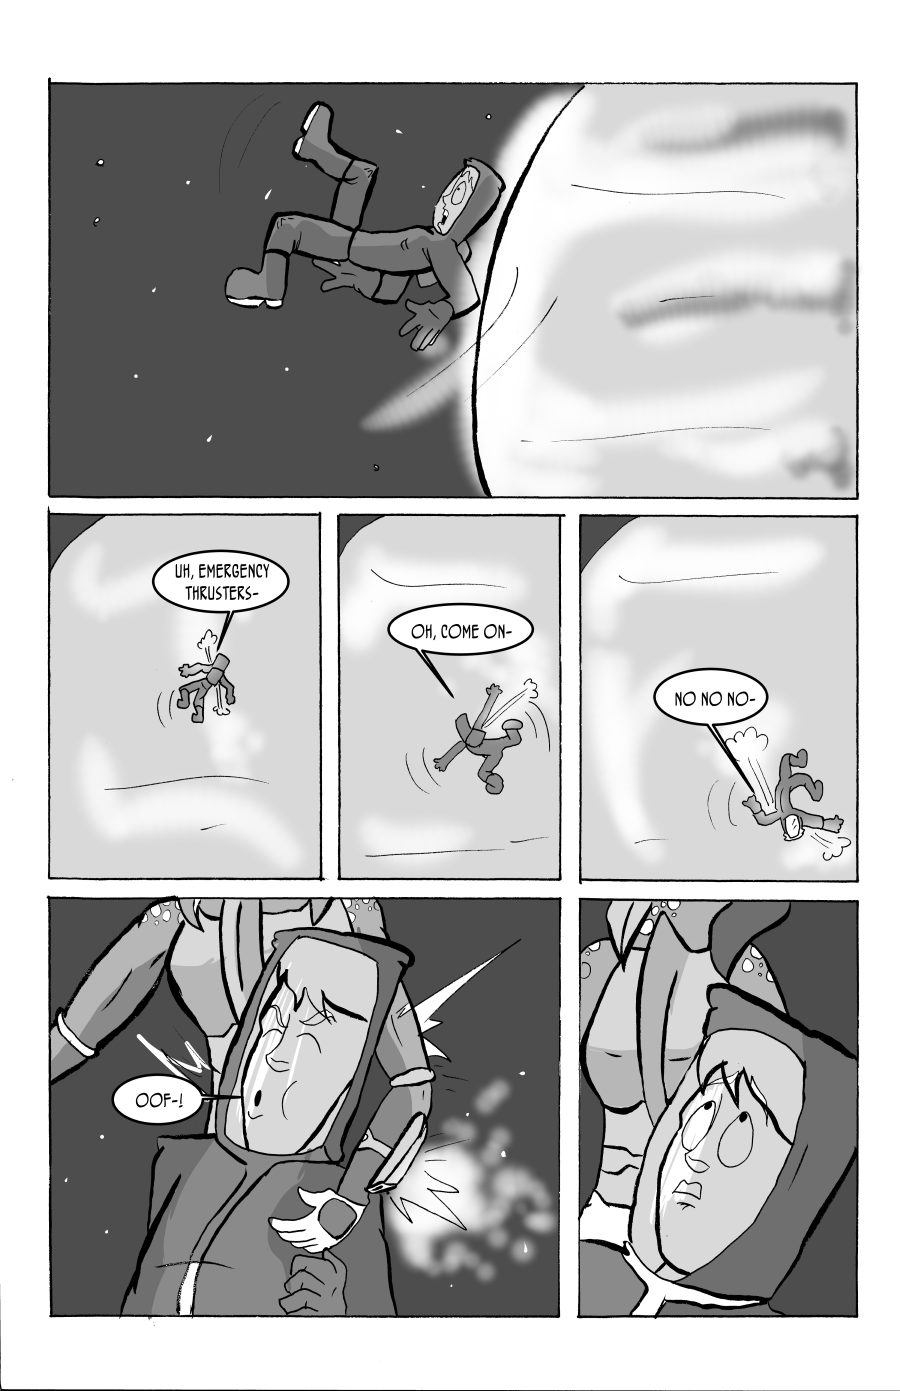 UH, EMERGENCY
THRUSTERS-
OH, COME ON-
NO NO NO-
OOF-!